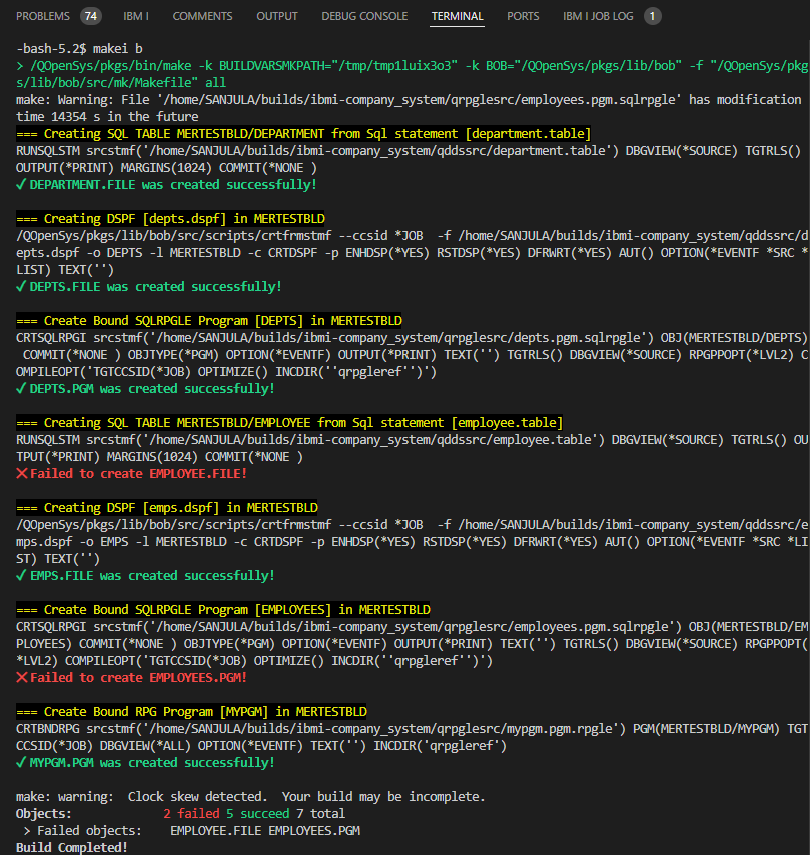 PROBLEMS 74 IBM I COMMENTS OUTPUT DEBUG CONSOLE TERMINAL PORTS IBM I JOB LOG 1
-bash-5.2$ makei b
> /QOpenSys/pkgs/bin/make -k BUILDVARSMKPATH="/tmp/tmp1luix3o3" -k BOB="/QOpenSys/pkgs/lib/bob" -f "/QOpenSys/pkg
s/lib/bob/src/mk/Makefile" all
make: Warning: File '/home/SANJULA/builds/ibmi-company_system/qrpglesrc/employees.pgm.sqlrpgle' has modification
time 14354 s in the future
=== Creating SQL TABLE MERTESTBLD/DEPARTMENT from Sql statement [department.table]
RUNSQLSTM srcstmf('/home/SANJULA/builds/ibmi-company_system/qddssrc/department.table') DBGVIEW(*SOURCE) TGTRLS()
OUTPUT(*PRINT) MARGINS(1024) COMMIT(*NONE )
✓ DEPARTMENT.FILE was created successfully!
=== Creating DSPF [depts.dspf] in MERTESTBLD
/QOpenSys/pkgs/lib/bob/src/scripts/crtfrmstmf --ccsid *JOB  -f /home/SANJULA/builds/ibmi-company_system/qddssrc/d
epts.dspf -o DEPTS -l MERTESTBLD -c CRTDSPF -p ENHDSP(*YES) RSTDSP(*YES) DFRWRT(*YES) AUT() OPTION(*EVENTF *SRC *
LIST) TEXT('')
✓ DEPTS.FILE was created successfully!
=== Create Bound SQLRPGLE Program [DEPTS] in MERTESTBLD
CRTSQLRPGI srcstmf('/home/SANJULA/builds/ibmi-company_system/qrpglesrc/depts.pgm.sqlrpgle') OBJ(MERTESTBLD/DEPTS)
COMMIT(*NONE ) OBJTYPE(*PGM) OPTION(*EVENTF) OUTPUT(*PRINT) TEXT('') TGTRLS() DBGVIEW(*SOURCE) RPGPPOPT(*LVL2) C
OMPILEOPT('TGTCCSID(*JOB) OPTIMIZE() INCDIR(''qrpgleref'')')
✓ DEPTS.PGM was created successfully!
=== Creating SQL TABLE MERTESTBLD/EMPLOYEE from Sql statement [employee.table]
RUNSQLSTM srcstmf('/home/SANJULA/builds/ibmi-company_system/qddssrc/employee.table') DBGVIEW(*SOURCE) TGTRLS() OU
TPUT(*PRINT) MARGINS(1024) COMMIT(*NONE )
❌Failed to create EMPLOYEE.FILE!
=== Creating DSPF [emps.dspf] in MERTESTBLD
/QOpenSys/pkgs/lib/bob/src/scripts/crtfrmstmf --ccsid *JOB  -f /home/SANJULA/builds/ibmi-company_system/qddssrc/e
mps.dspf -o EMPS -l MERTESTBLD -c CRTDSPF -p ENHDSP(*YES) RSTDSP(*YES) DFRWRT(*YES) AUT() OPTION(*EVENTF *SRC *LI
ST) TEXT('')
✓ EMPS.FILE was created successfully!
=== Create Bound SQLRPGLE Program [EMPLOYEES] in MERTESTBLD
CRTSQLRPGI srcstmf('/home/SANJULA/builds/ibmi-company_system/qrpglesrc/employees.pgm.sqlrpgle') OBJ(MERTESTBLD/EM
PLOYEES) COMMIT(*NONE ) OBJTYPE(*PGM) OPTION(*EVENTF) OUTPUT(*PRINT) TEXT('') TGTRLS() DBGVIEW(*SOURCE) RPGPPOPT(
*LVL2) COMPILEOPT('TGTCCSID(*JOB) OPTIMIZE() INCDIR(''qrpgleref'')')
❌Failed to create EMPLOYEES.PGM!
=== Create Bound RPG Program [MYPGM] in MERTESTBLD
CRTBNDRPG srcstmf('/home/SANJULA/builds/ibmi-company_system/qrpglesrc/mypgm.pgm.rpgle') PGM(MERTESTBLD/MYPGM) TGT
CCSID(*JOB) DBGVIEW(*ALL) OPTION(*EVENTF) TEXT('') INCDIR('qrpgleref')
✓ MYPGM.PGM was created successfully!
make: warning:  Clock skew detected.  Your build may be incomplete.
Objects: 2 failed 5 succeed 7 total
> Failed objects: EMPLOYEE.FILE EMPLOYEES.PGM
Build Completed!